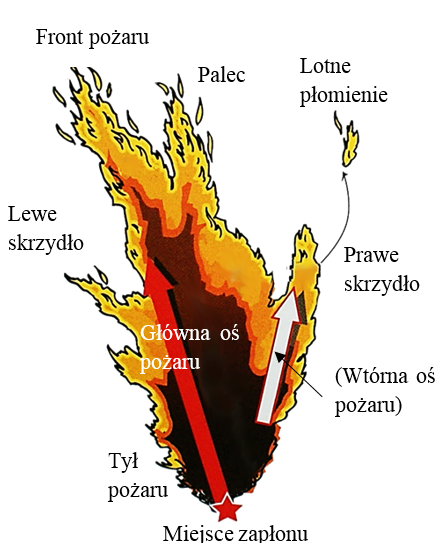 Front pożaru
Palec
Lotne
płomienie
Lewe
skrzydło
Prawe
skrzydło
Główna oś
pożaru
(Wtórna oś
pożaru)
Tył
pożaru
Miejsce zapłonu